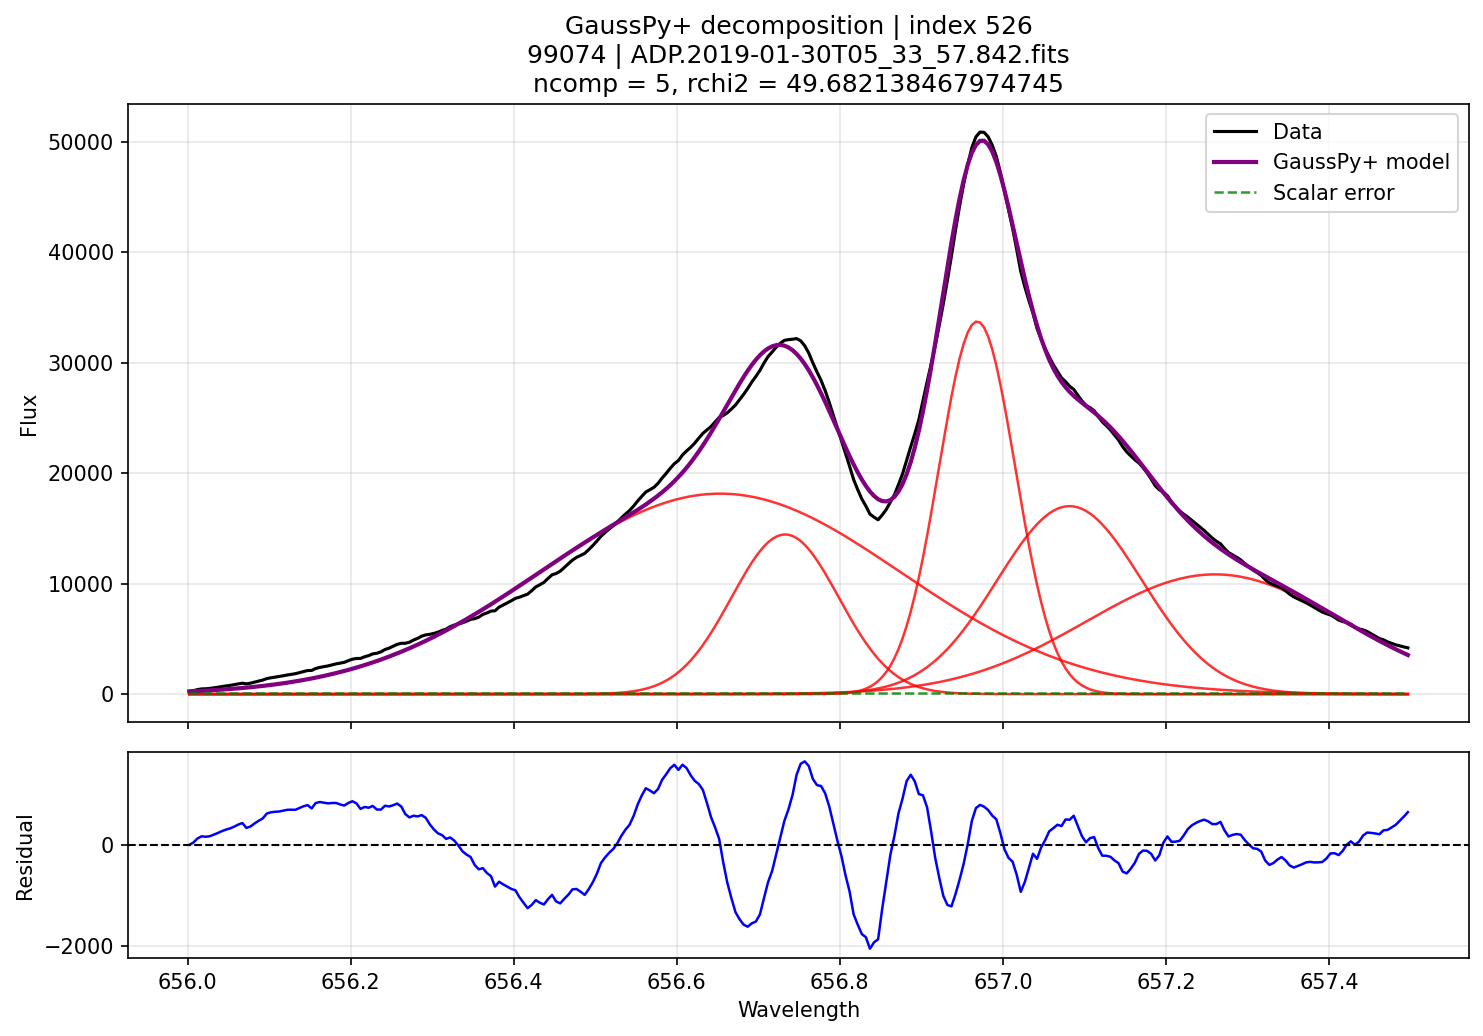 GaussPy+ decomposition | index 526
99074 | ADP.2019-01-30T05_33_57.842.fits
ncomp = 5, rchi2 = 49.682138467974745
Data
GaussPy+ model
Scalar error
50000
40000
30000
20000
10000
0
Flux
0
−2000
Residual
656.0
656.2
656.4
656.6
656.8
657.0
657.2
657.4
Wavelength